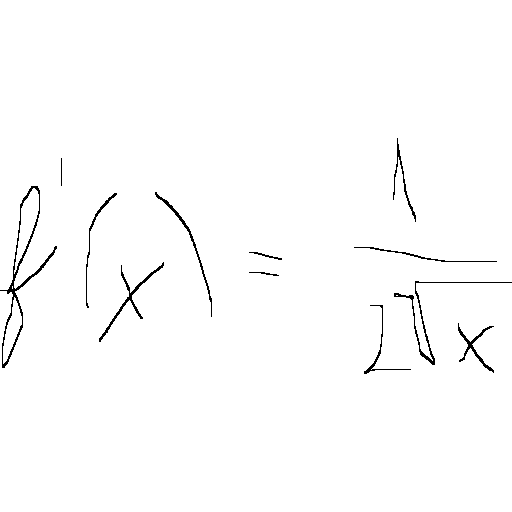 f'(x) = 1/(2√x)